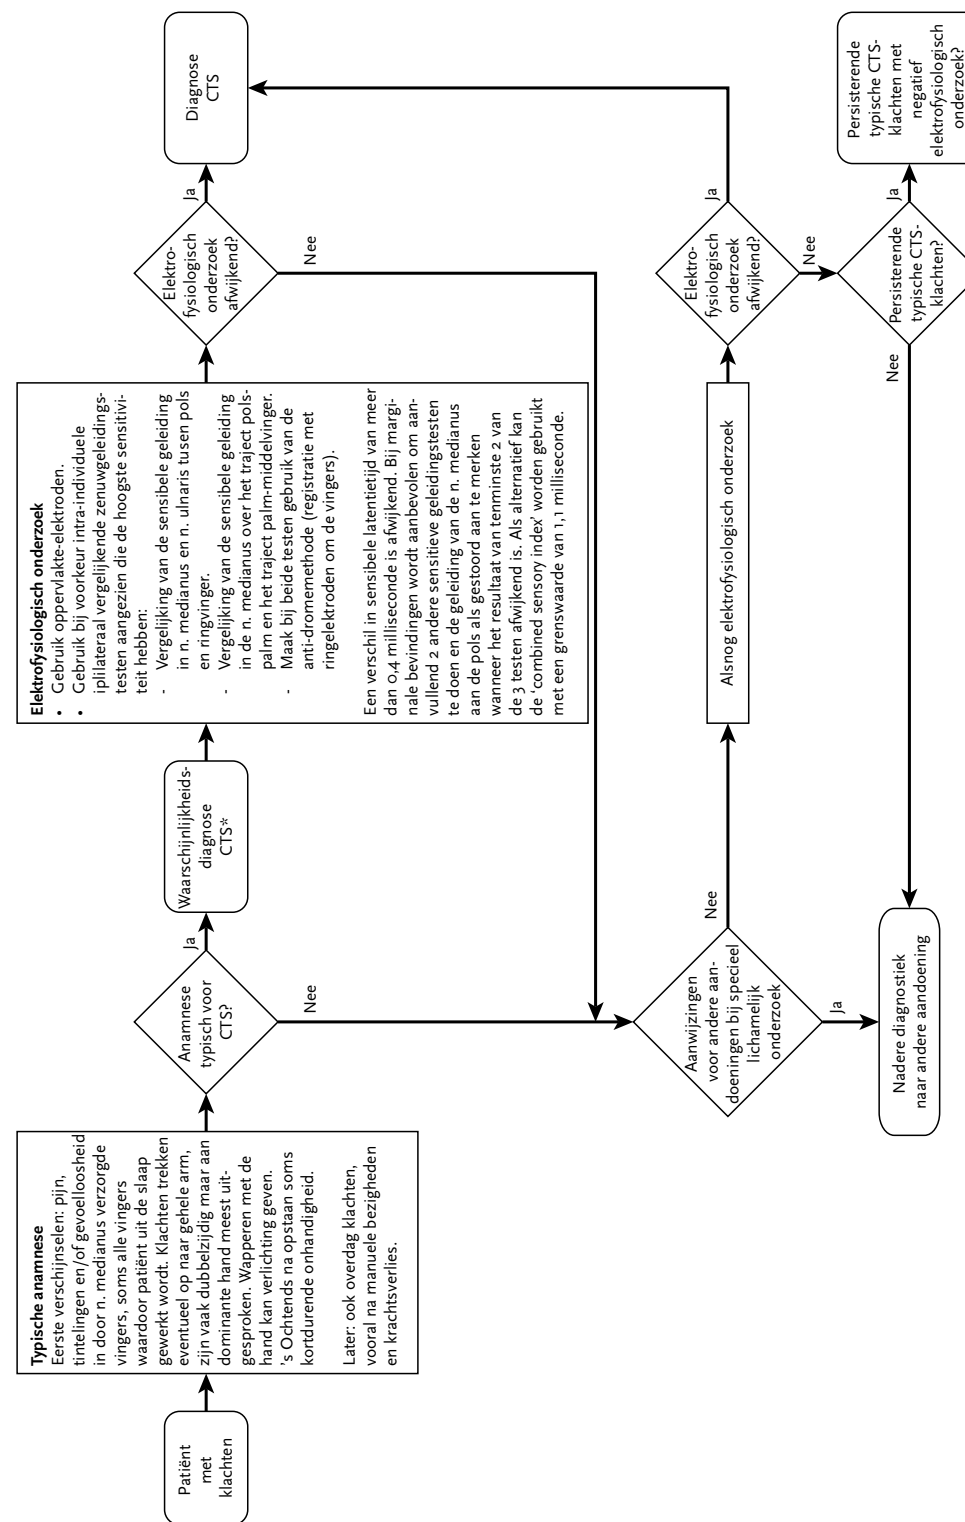 Patiënt
met
klachten
Typische anamnese
Eerste verschijnselen: pijn,
tintelingen en/of gevoelloosheid
in door n. medianus verzorgde
vingers, soms alle vingers
waardoor patiënt uit de slaap
gewerkt wordt. Klachten trekken
eventueel op naar gehele arm,
zijn vaak dubbelzijdig maar aan
dominante hand meest uit-
gesproken. Wapperen met de
hand kan verlichting geven.
's Ochtends na opstaan soms
kortdurende onhandigheid.
Later: ook overdag klachten,
vooral na manuele bezigheden
en krachtsverlies.
Anamnese
typisch voor
CTS?
Ja
Nee
Waarschijnlijkheids-
diagnose
CTS*
Elektrofysiologisch onderzoek
• Gebruik oppervlakte-elektroden.
• Gebruik bij voorkeur intra-individuele
ipilateraal vergelijkende zenuwgeleidings-
testen aangezien die de hoogste sensitivi-
teit hebben:
- Vergelijking van de sensibele geleiding
in n. medianus en n. ulnaris tusen pols
en ringvinger.
- Vergelijking van de sensibele geleiding
in de n. medianus over het traject pols-
palm en het traject palm-middelvinger.
- Maak bij beide testen gebruik van de
anti-dromemethode (registratie met
ringelektroden om de vingers).
Een verschil in sensibele latentietijd van meer
dan 0,4 milliseconde is afwijkend. Bij margi-
nale bevindingen wordt aanbevolen om aan-
vullend 2 andere sensitieve geleidingstesten
te doen en de geleiding van de n. medianus
aan de pols als gestoord aan te merken
wanneer het resultaat van tenminste 2 van
de 3 testen afwijkend is. Als alternatief kan
de 'combined sensory index' worden gebruikt
met een grenswaarde van 1,1 milliseconde.
Elektro-
fysiologisch
onderzoek
afwijkend?
Ja
Nee
Diagnose
CTS
Aanwijzingen
voor andere aan-
doeningen bij specieel
lichamelijk
onderzoek
Nee
Ja
Alsnog elektrofysiologisch onderzoek
Elektro-
fysiologisch
onderzoek
afwijkend?
Ja
Nee
Nadere diagnostiek
naar andere aandoening
Nee
Persisterende
typische CTS-
klachten?
Ja
Persisterende
typische CTS-
klachten met
negatief
elektrofysiologisch
onderzoek?